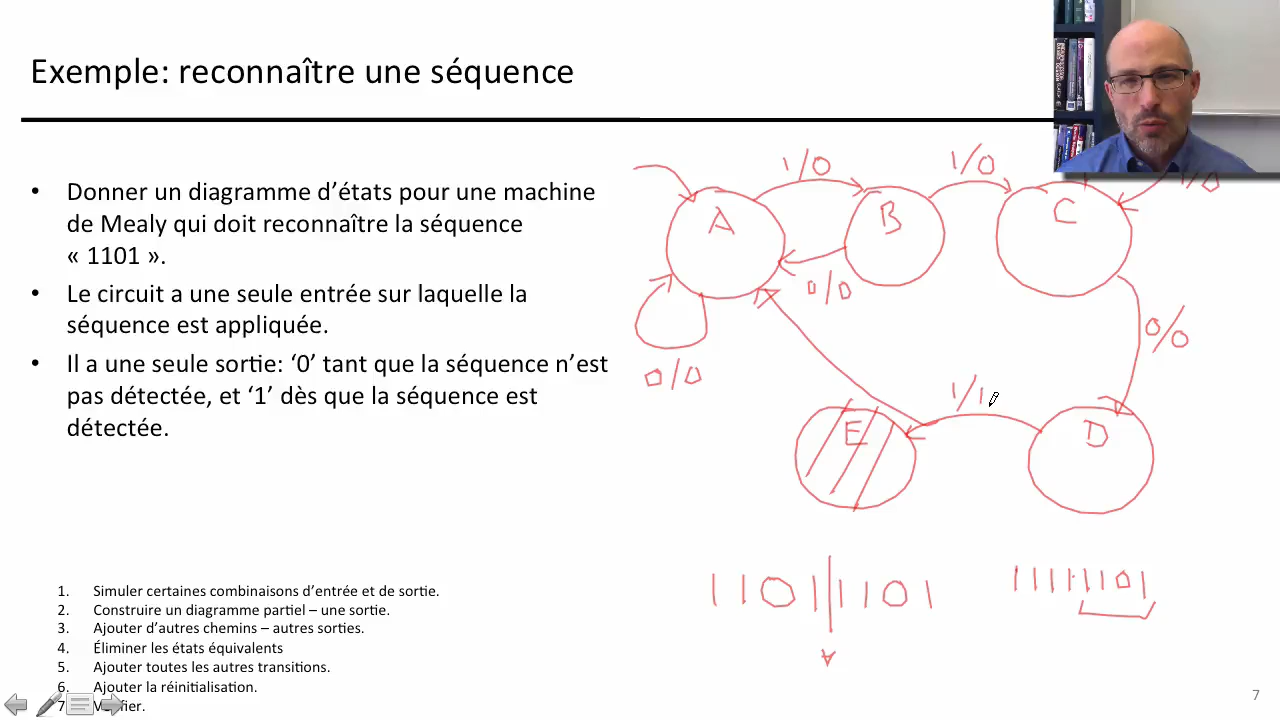 Exemple: reconnaître une séquence
• Donner un diagramme d’états pour une machine
de Mealy qui doit reconnaître la séquence
« 1101 ».
• Le circuit a une seule entrée sur laquelle la
séquence est appliquée.
• Il a une seule sortie: ‘0’ tant que la séquence n’est
pas détectée, et ‘1’ dès que la séquence est
détectée.
1/0
1/0
1/0
A
B
C
0/0
0/0
0/0
1/1
E
D
1101|1101
11111101
1. Simuler certaines combinaisons d’entrée et de sortie.
2. Construire un diagramme partiel – une sortie.
3. Ajouter d’autres chemins – autres sorties.
4. Éliminer les états équivalents
5. Ajouter toutes les autres transitions.
6. Ajouter la réinitialisation.
7
7